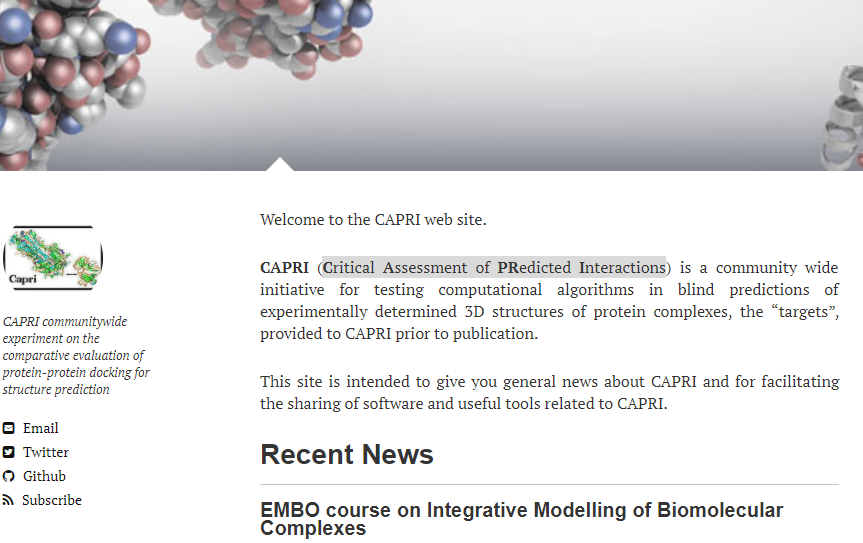 Welcome to the CAPRI web site.
CAPRI (Critical Assessment of PRedicted Interactions) is a community wide
initiative for testing computational algorithms in blind predictions of
experimentally determined 3D structures of protein complexes, the “targets”,
provided to CAPRI prior to publication.
This site is intended to give you general news about CAPRI and for facilitating
the sharing of software and useful tools related to CAPRI.
Recent News
EMBO course on Integrative Modelling of Biomolecular
Complexes
Capri
CAPRI communitywide
experiment on the
comparative evaluation of
protein-protein docking for
structure prediction
Email
Twitter
Github
Subscribe